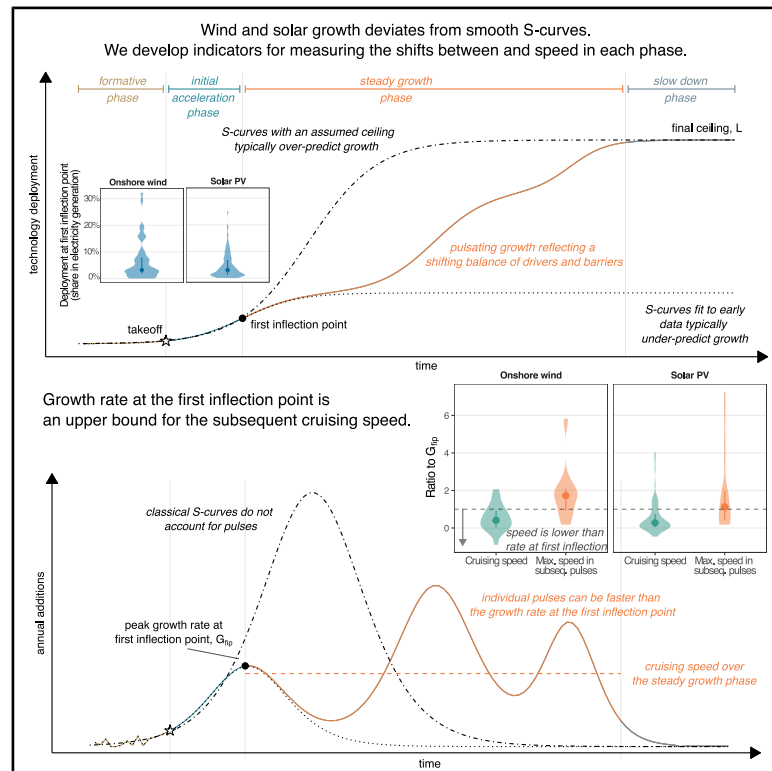 Wind and solar growth deviates from smooth S-curves.
We develop indicators for measuring the shifts between and speed in each phase.
formative
phase
initial
acceleration
phase
steady growth
phase
slow down
phase
S-curves with an assumed ceiling
typically over-predict growth
final ceiling, L
technology deployment
Deployment at first inflection point
(share in electricity generation)
Onshore wind
Solar PV
30%
20%
10%
0%
pulsating growth reflecting a
shifting balance of drivers and barriers
takeoff
first inflection point
S-curves fit to early
data typically
under-predict growth
time
Growth rate at the first inflection point is
an upper bound for the subsequent cruising speed.
Onshore wind
Solar PV
Ratio to Gfip
6
4
2
0
speed is lower than
rate at first inflection
Cruising speed
Max. speed in
subseq. pulses
Cruising speed
Max. speed in
subseq. pulses
classical S-curves do not
account for pulses
annual additions
peak growth rate at
first inflection point, Gfip
individual pulses can be faster than
the growth rate at the first inflection point
cruising speed over
the steady growth phase
time